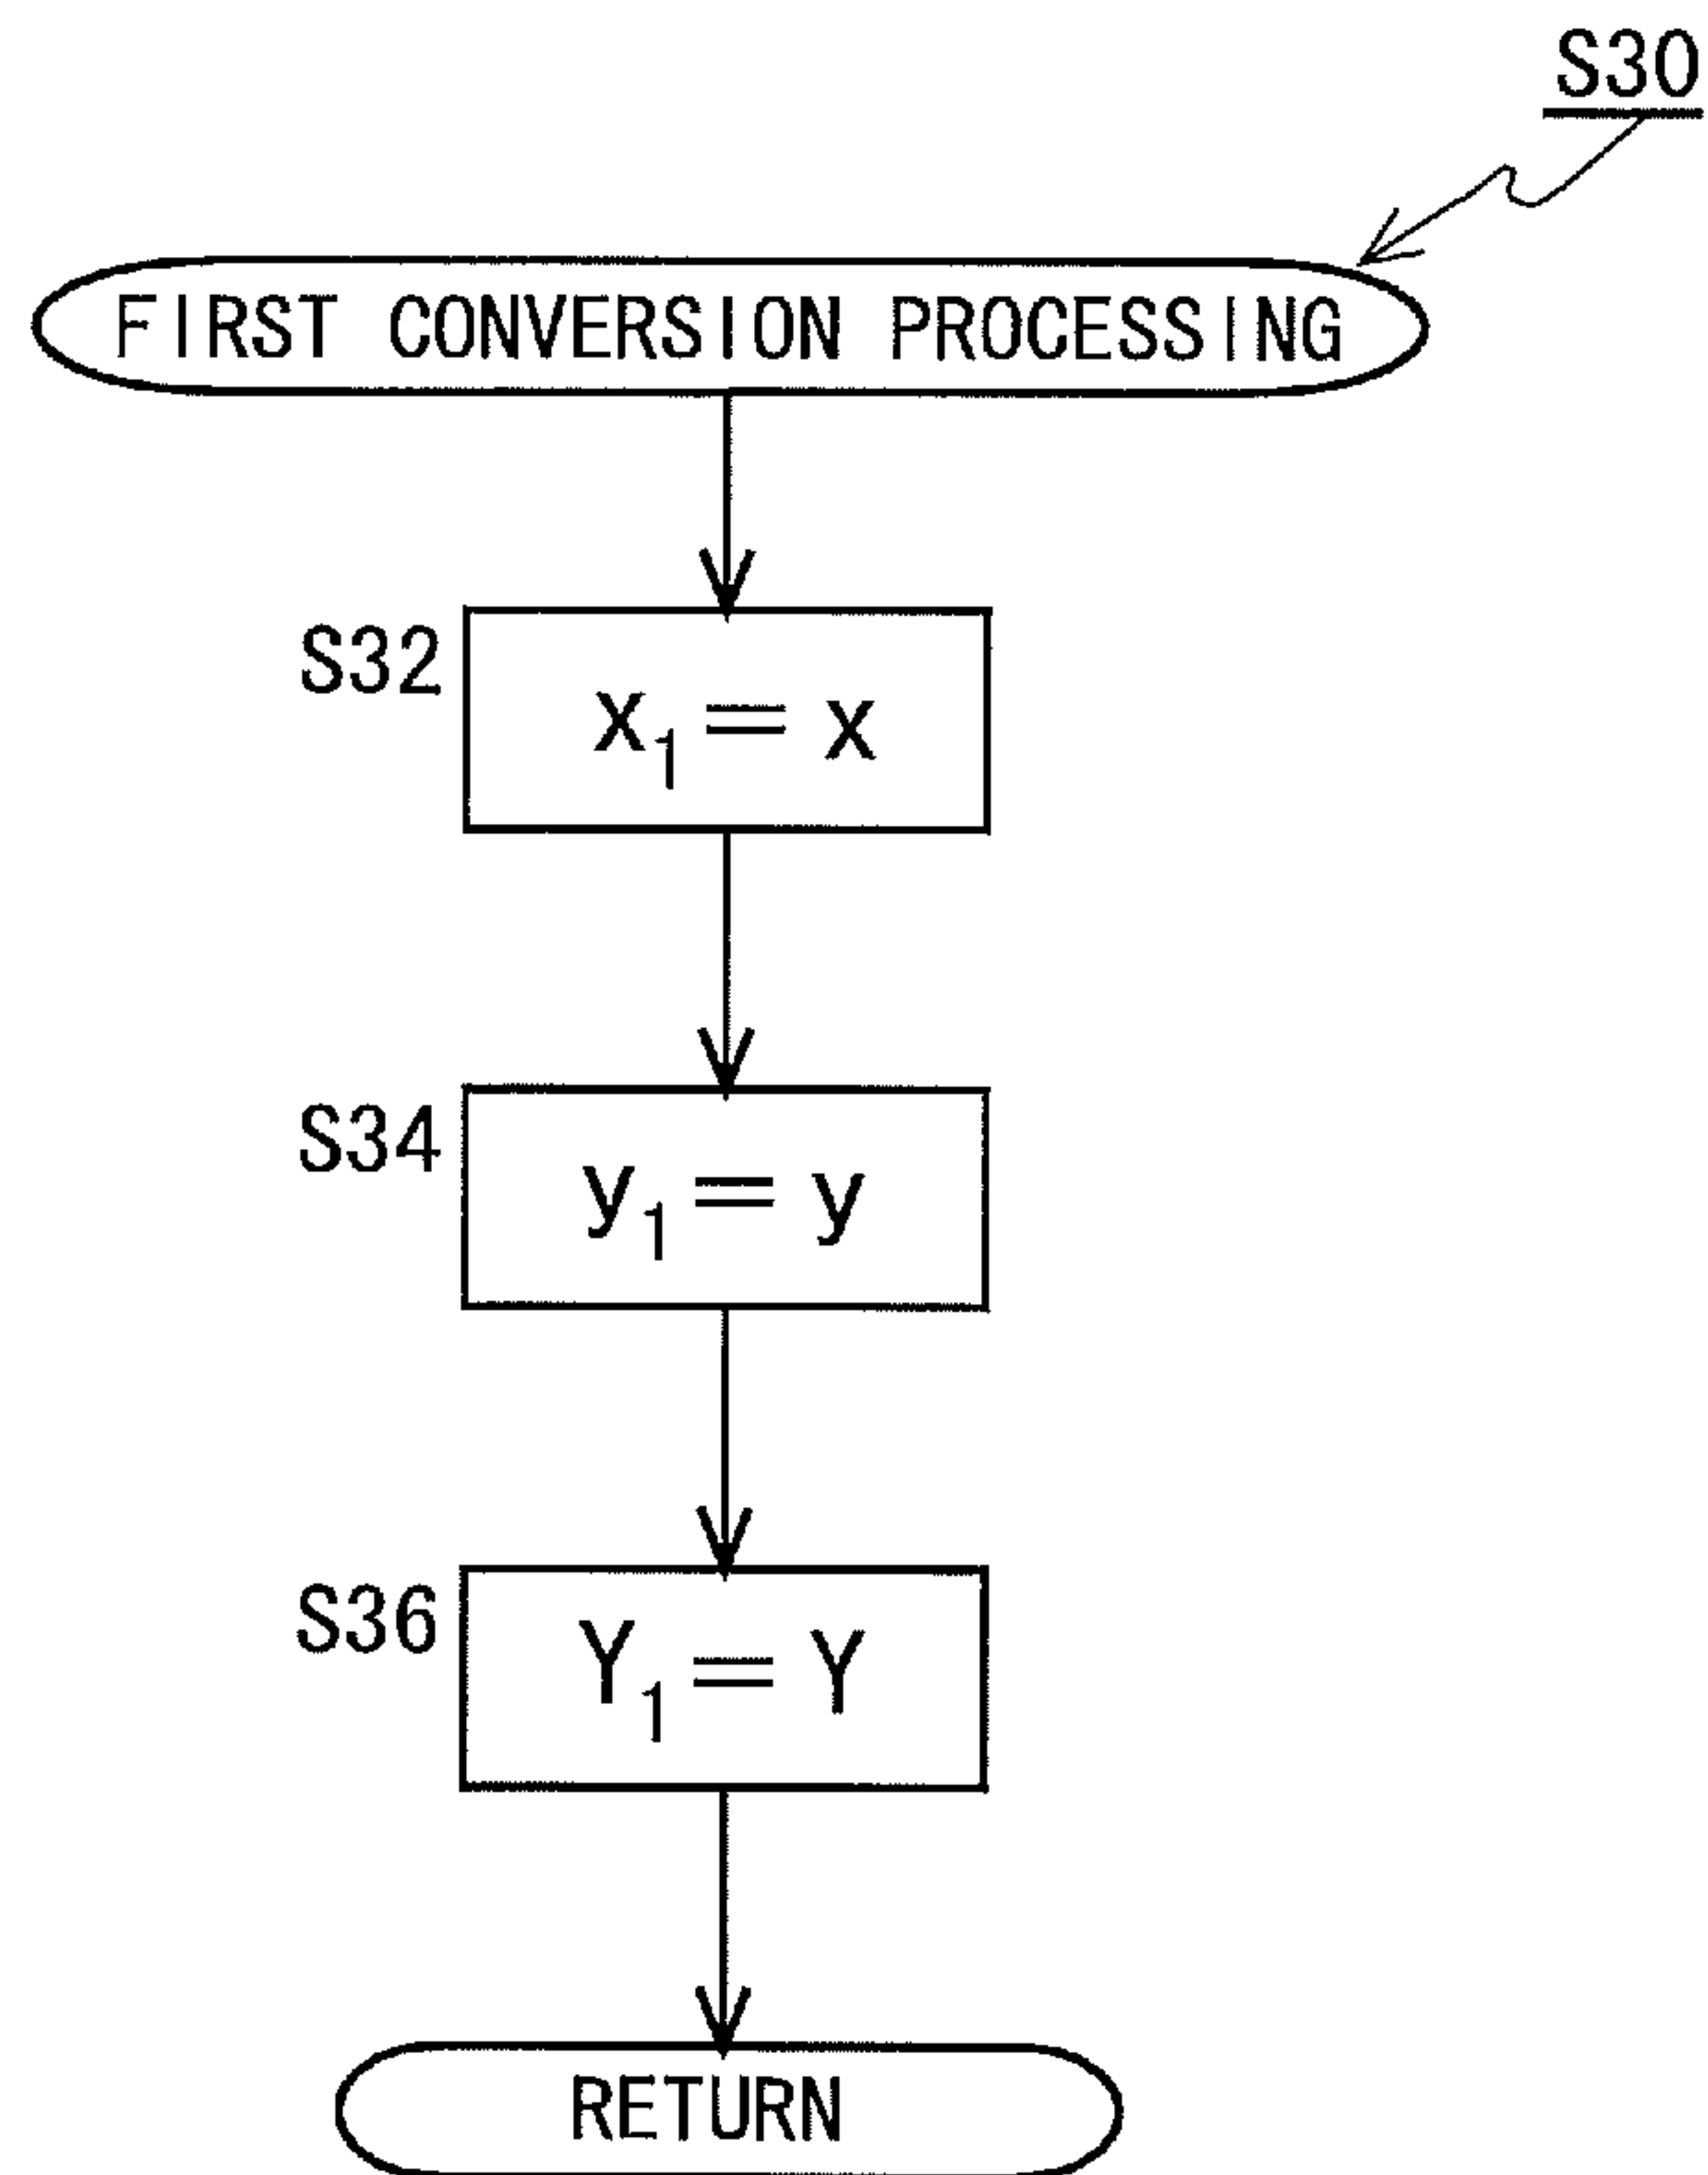 S30
FIRST CONVERSION PROCESSING
S32
x₁ = x
S34
y₁ = y
S36
Y₁ = Y
RETURN